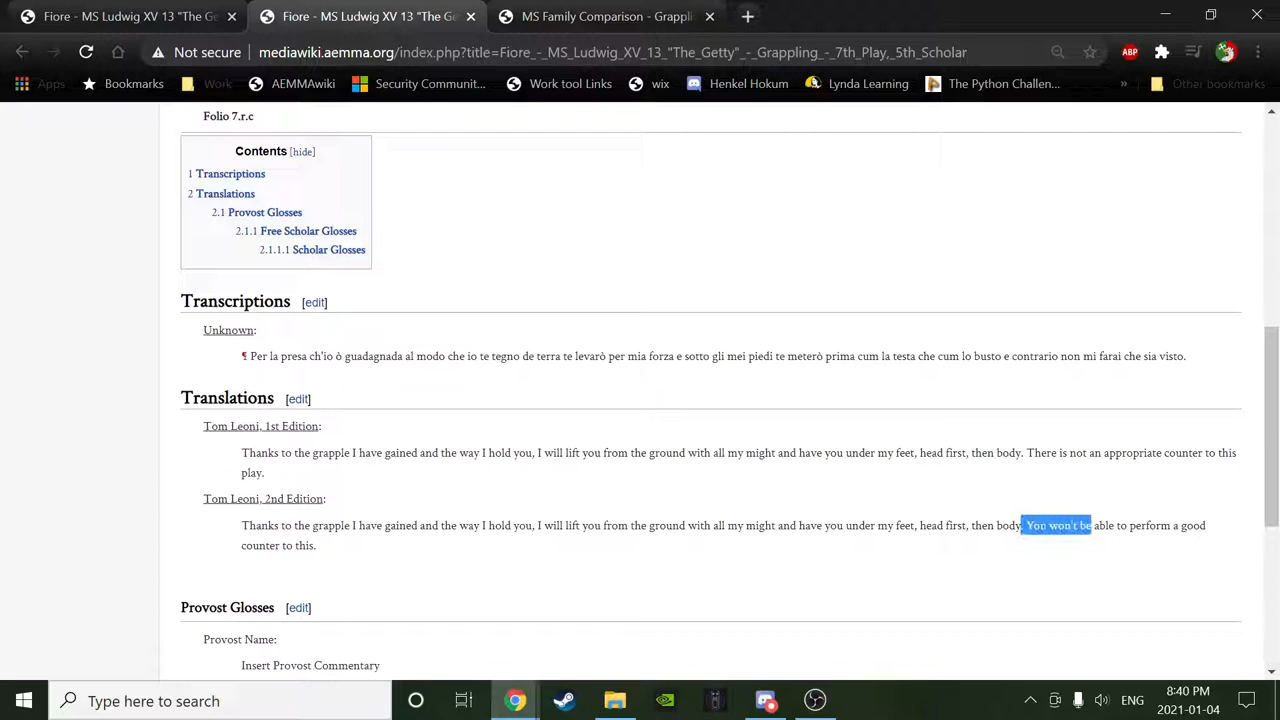 Fiore - MS Ludwig XV 13 "The Ge
Fiore - MS Ludwig XV 13 "The Ge
MS Family Comparison - Grappli
Not secure
mediawiki.aemma.org/index.php?title=Fiore_-_MS_Ludwig_XV_13_"The_Getty"_-_Grappling_-_7th_Play,_5th_Scholar
ABP
Apps
Bookmarks
Work
AEMMAwiki
Security Communit...
Work tool Links
wix
Henkel Hokum
Lynda Learning
The Python Challen...
»
Other bookmarks
Folio 7.r.c
Contents [hide]
1 Transcriptions
2 Translations
2.1 Provost Glosses
2.1.1 Free Scholar Glosses
2.1.1.1 Scholar Glosses
Transcriptions [edit]
Unknown:
¶ Per la presa ch'io ò guadagnada al modo che io te tegno de terra te levarò per mia forza e sotto gli mei piedi te meterò prima cum la testa che cum lo busto e contrario non mi farai che sia visto.
Translations [edit]
Tom Leoni, 1st Edition:
Thanks to the grapple I have gained and the way I hold you, I will lift you from the ground with all my might and have you under my feet, head first, then body. There is not an appropriate counter to this
play.
Tom Leoni, 2nd Edition:
Thanks to the grapple I have gained and the way I hold you, I will lift you from the ground with all my might and have you under my feet, head first, then body. You won't be able to perform a good
counter to this.
Provost Glosses [edit]
Provost Name:
Insert Provost Commentary
Type here to search
ENG
8:40 PM
2021-01-04